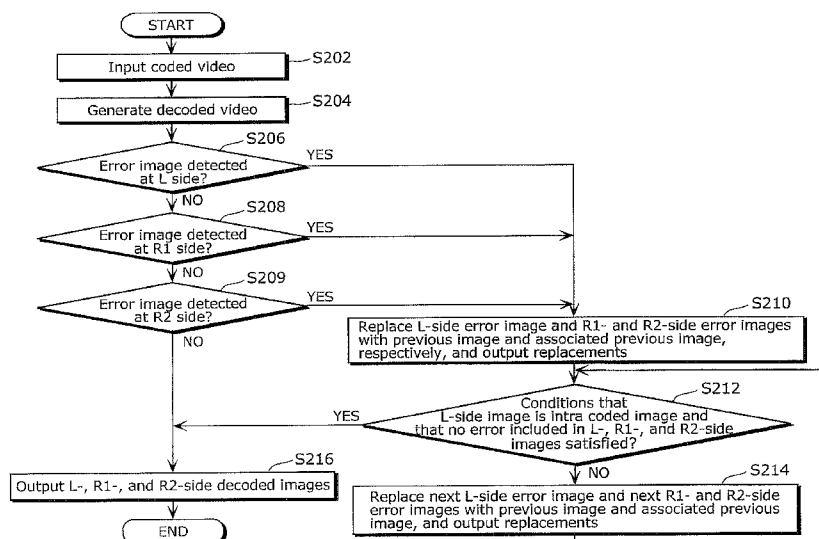 START
Input coded video
S202
Generate decoded video
S204
S206
Error image detected
at L side?
YES
NO
S208
Error image detected
at R1 side?
YES
NO
S209
Error image detected
at R2 side?
YES
NO
S210
Replace L-side error image and R1- and R2-side error images
with previous image and associated previous image,
respectively, and output replacements
S212
Conditions that
L-side image is intra coded image and
that no error included in L-, R1-, and R2-side
images satisfied?
YES
NO
S216
Output L-, R1-, and R2-side decoded images
S214
Replace next L-side error image and next R1- and R2-side
error images with previous image and associated previous
image, and output replacements
END